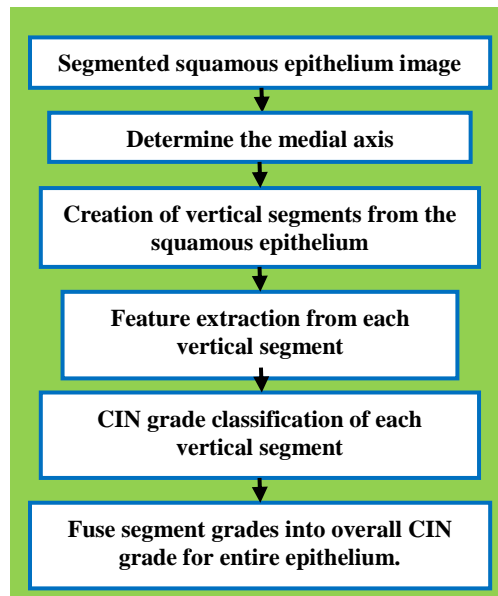 Segmented squamous epithelium image
Determine the medial axis
Creation of vertical segments from the
squamous epithelium
Feature extraction from each
vertical segment
CIN grade classification of each
vertical segment
Fuse segment grades into overall CIN
grade for entire epithelium.